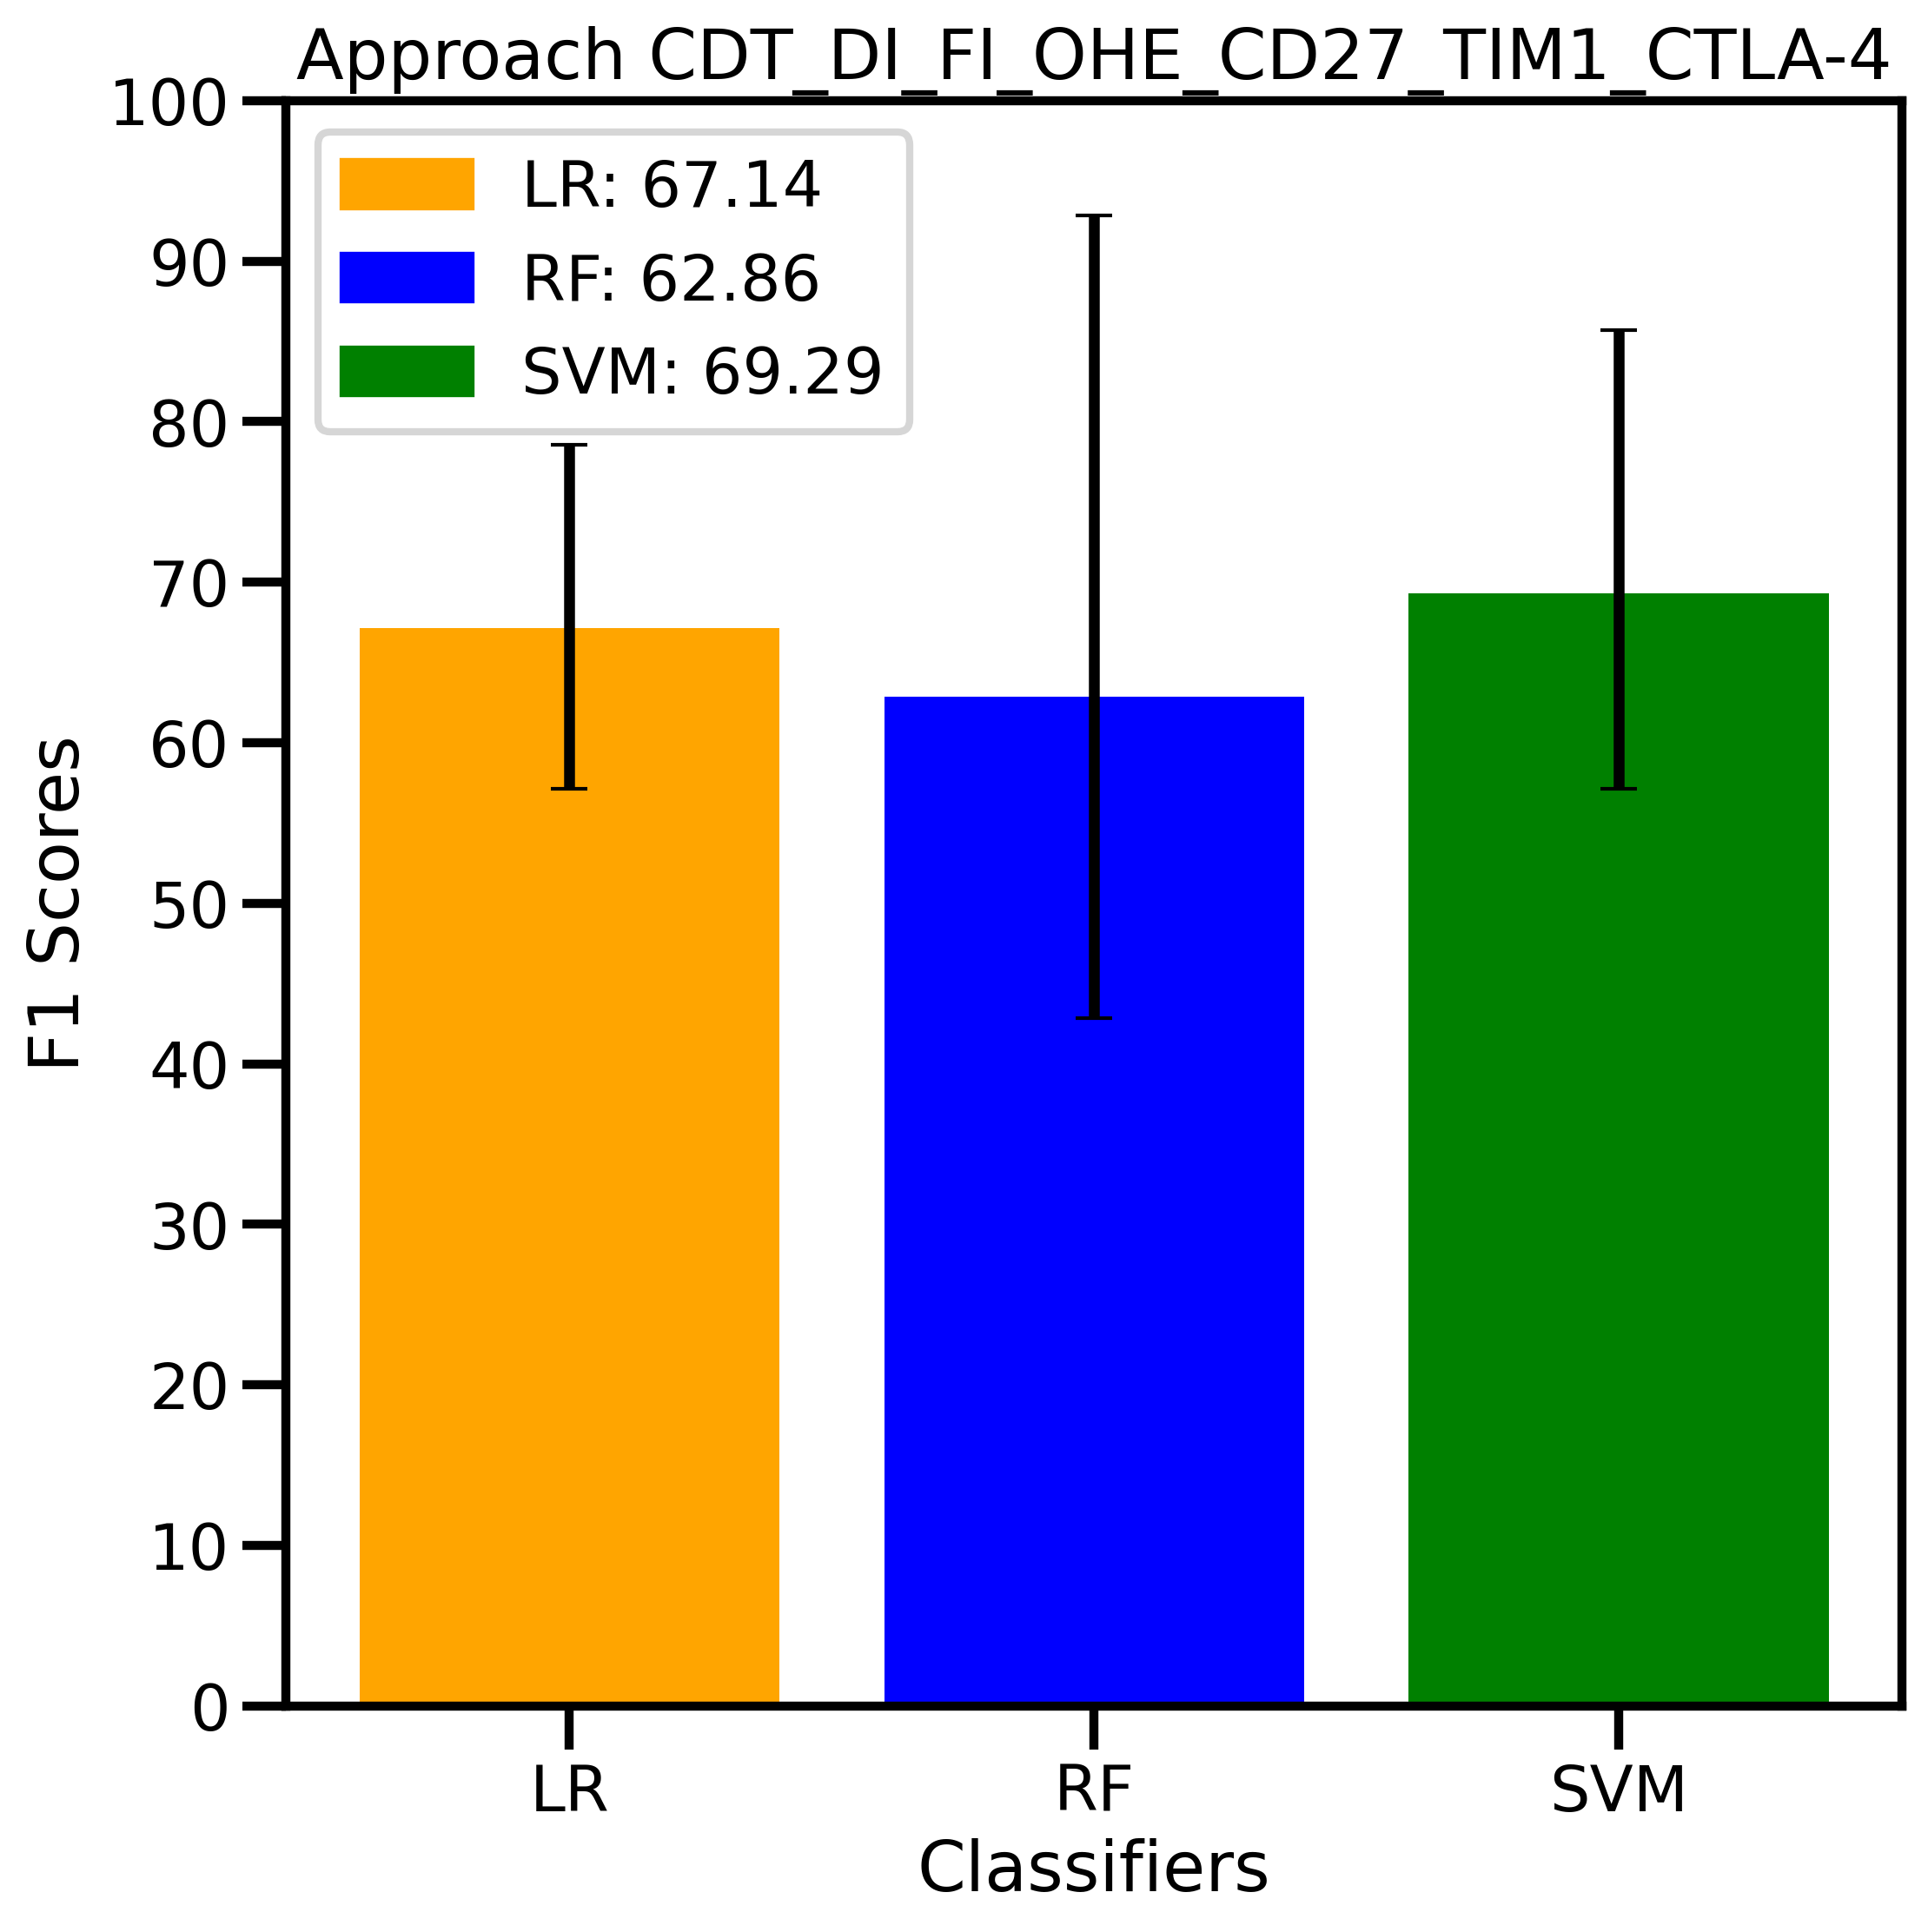 Approach CDT_DI_FI_OHE_CD27_TIM1_CTLA-4
100
90
80
70
60
50
40
30
20
10
0
F1 Scores
LR: 67.14
RF: 62.86
SVM: 69.29
LR
RF
SVM
Classifiers